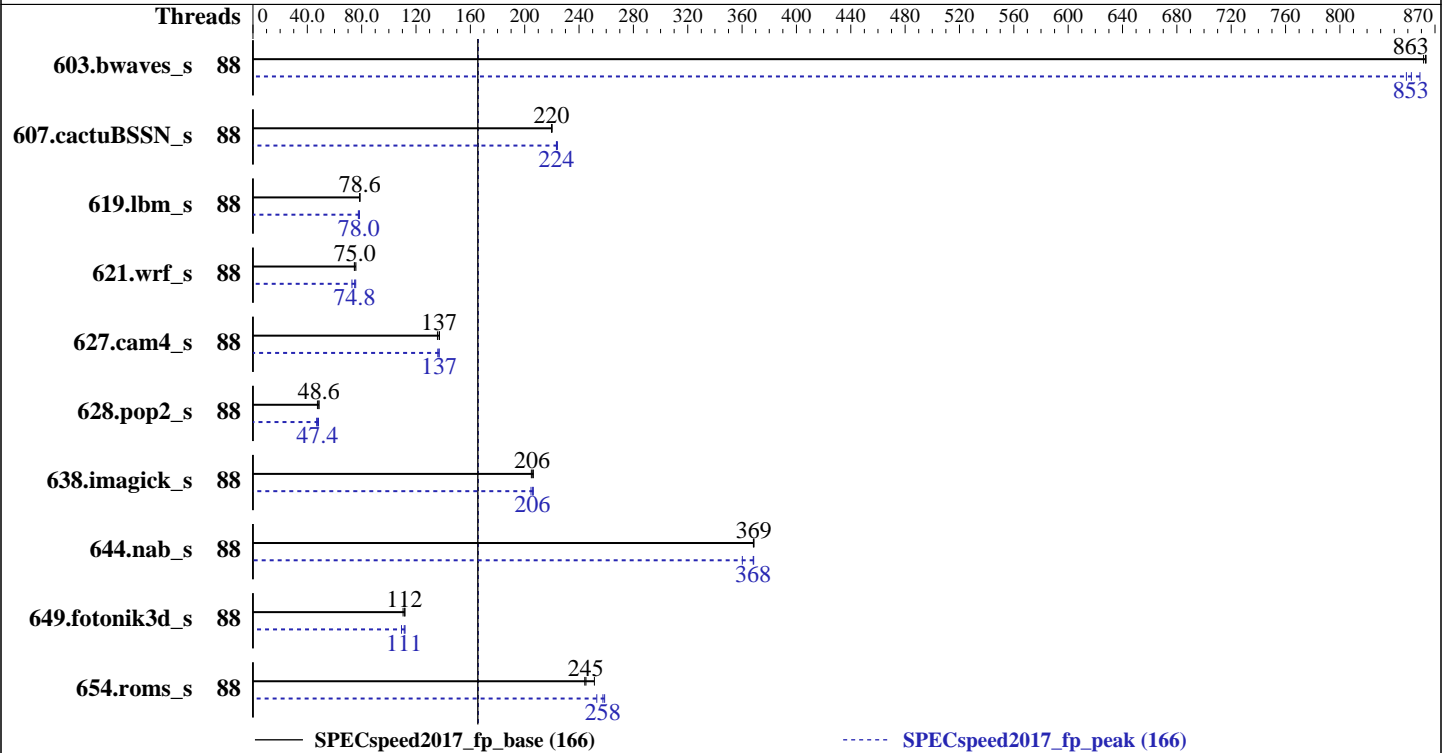 Threads 0 40.0 80.0 120 160 200 240 280 320 360 400 440 480 520 560 600 640 680 720 760 800 870
863
603.bwaves_s 88
853
220
607.cactuBSSN_s 88
224
78.6
619.lbm_s 88
78.0
75.0
621.wrf_s 88
74.8
137
627.cam4_s 88
137
48.6
628.pop2_s 88
47.4
206
638.imagick_s 88
206
369
644.nab_s 88
368
112
649.fotonik3d_s 88
111
245
654.roms_s 88
258
SPECspeed2017_fp_base (166) SPECspeed2017_fp_peak (166)